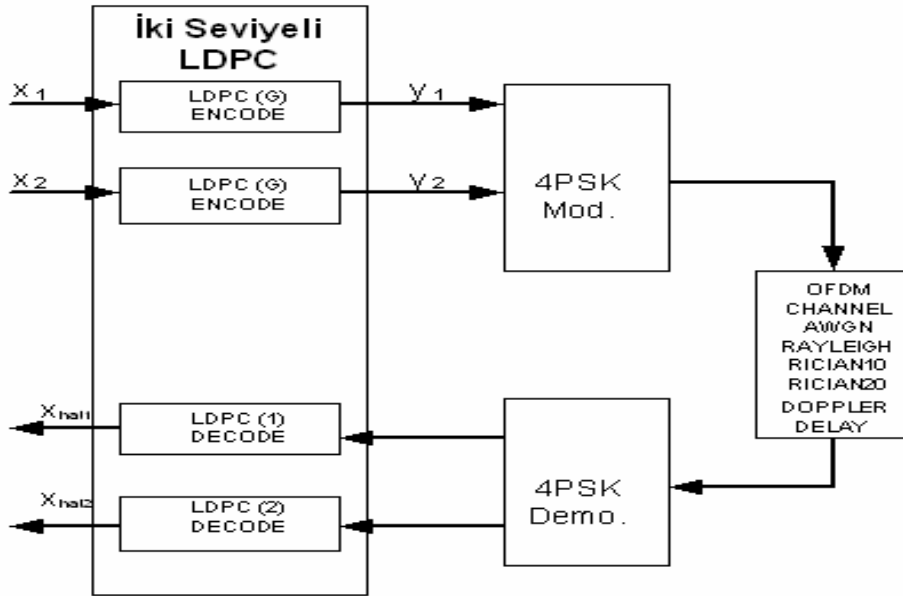 İki Seviyeli
LDPC
x1
LDPC (G)
ENCODE
y1
x2
LDPC (G)
ENCODE
y2
4PSK
Mod.
OFDM
CHANNEL
AWGN
RAYLEIGH
RICIAN10
RICIAN20
DOPPLER
DELAY
xhat1
LDPC (1)
DECODE
xhat2
LDPC (2)
DECODE
4PSK
Demo.